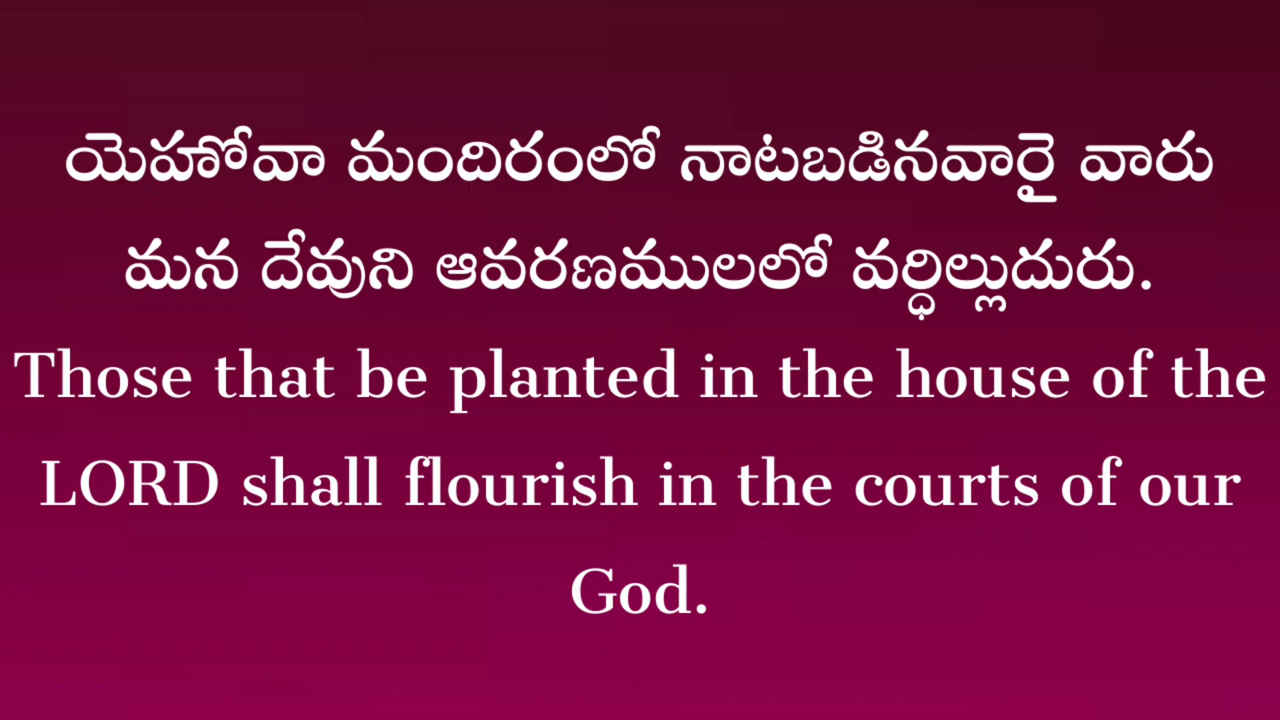 యెహోవా మందిరంలో నాటబడినవారై వారు
మన దేవుని ఆవరణములలో వర్ధిల్లుదురు.
Those that be planted in the house of the
LORD shall flourish in the courts of our
God.